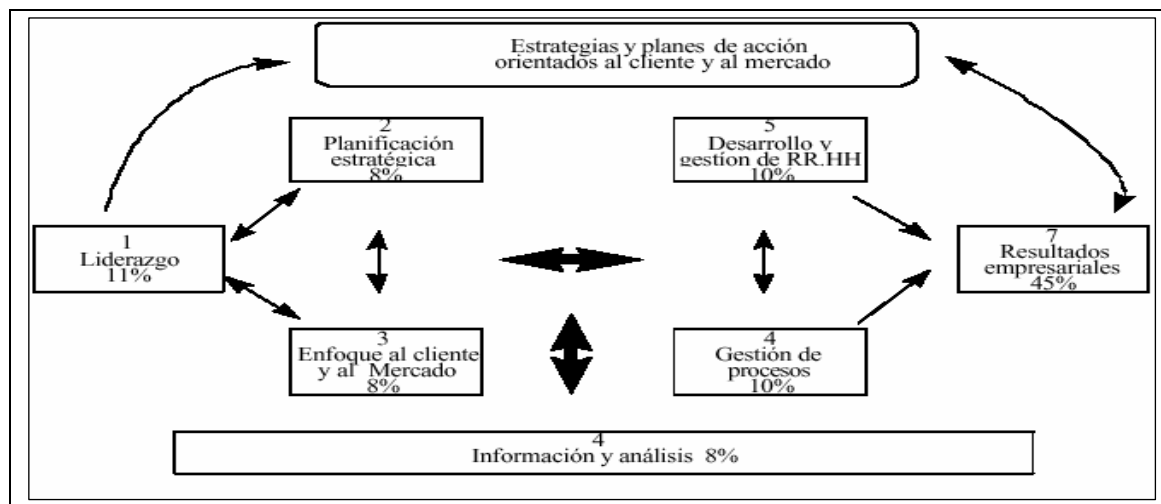 Estrategias y planes de acción
orientados al cliente y al mercado
2
Planificación
estratégica
8%
5
Desarrollo y
gestíon de RR.HH
10%
1
Liderazgo
11%
7
Resultados
empresariales
45%
3
Enfoque al cliente
y al Mercado
8%
4
Gestión de
procesos
10%
4
Información y análisis 8%